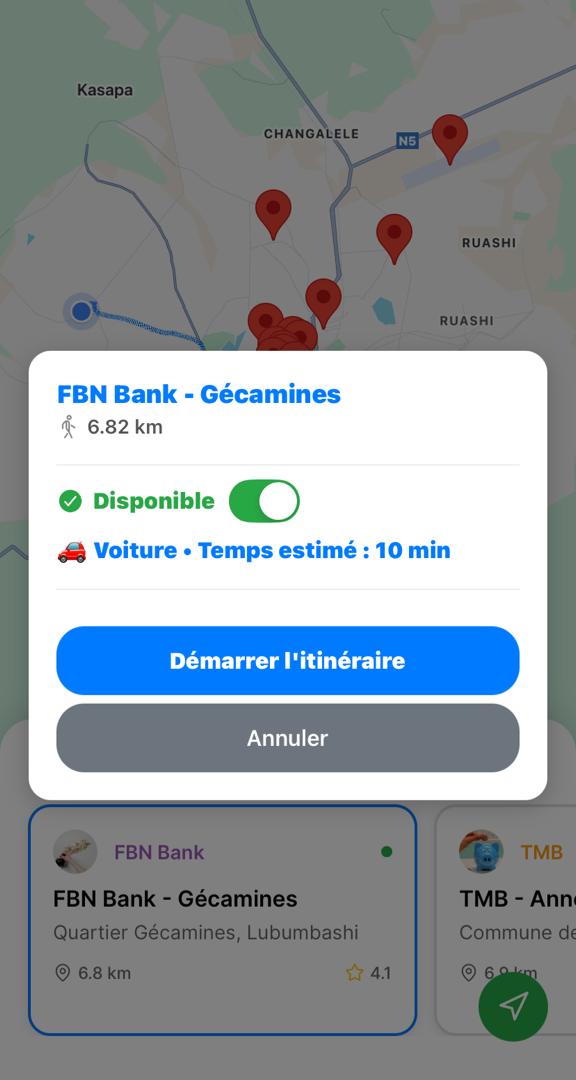 Kasapa
CHANGALELE
N5
RUASHI
RUASHI
FBN Bank - Gécamines
6.82 km
Disponible
Voiture • Temps estimé : 10 min
Démarrer l'itinéraire
Annuler
FBN Bank
FBN Bank - Gécamines
Quartier Gécamines, Lubumbashi
6.8 km
4.1
TMB
TMB - Ann
Commune de
6.9 km